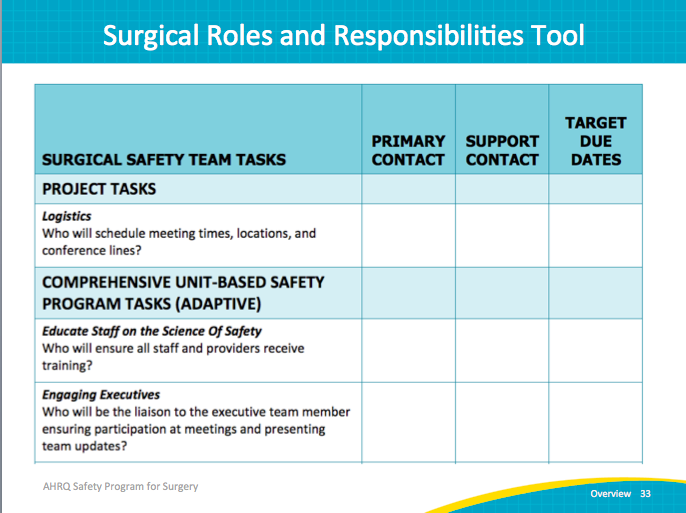 Surgical Roles and Responsibilities Tool
SURGICAL SAFETY TEAM TASKS
PRIMARY
CONTACT
SUPPORT
CONTACT
TARGET
DUE
DATES
PROJECT TASKS
Logistics
Who will schedule meeting times, locations, and
conference lines?
COMPREHENSIVE UNIT-BASED SAFETY
PROGRAM TASKS (ADAPTIVE)
Educate Staff on the Science Of Safety
Who will ensure all staff and providers receive
training?
Engaging Executives
Who will be the liaison to the executive team member
ensuring participation at meetings and presenting
team updates?
AHRQ Safety Program for Surgery
Overview 33